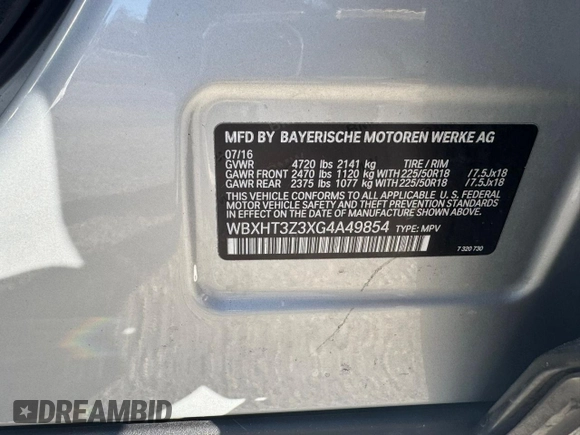 MFD BY BAYERISCHE MOTOREN WERKE AG
07/16
GVWR 4720 lbs 2141 kg TIRE / RIM
GAWR FRONT 2470 lbs 1120 kg WITH 225/50R18 /7.5Jx18
GAWR REAR 2375 lbs 1077 kg WITH 225/50R18 /7.5Jx18
THIS VEHICLE CONFORMS TO ALL APPLICABLE U.S. FEDERAL
MOTOR VEHICLE SAFETY, BUMPER, AND THEFT PREVENTION
STANDARDS IN EFFECT ON THE DATE OF MANUFACTURE SHOWN ABOVE.
WBXHT3Z3XG4A49854 TYPE: MPV
7 320 730
DREAMBID